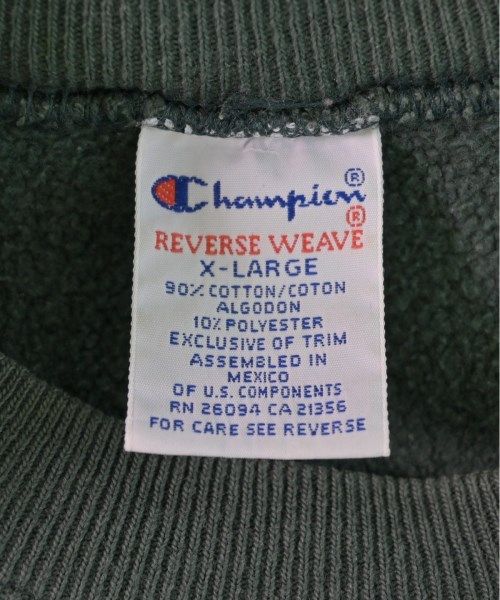 Champion®
REVERSE WEAVE®
X-LARGE
90% COTTON/COTON
ALGODON
10% POLYESTER
EXCLUSIVE OF TRIM
ASSEMBLED IN
MEXICO
OF U.S. COMPONENTS
RN 26094 CA 21356
FOR CARE SEE REVERSE